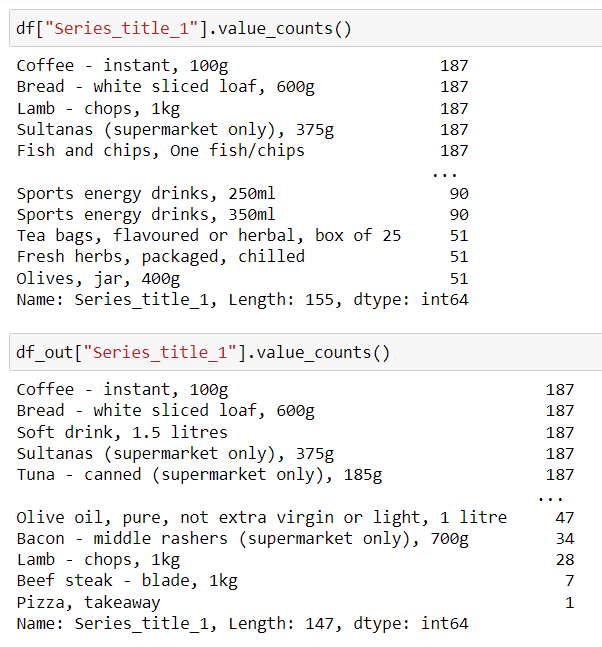 df["Series_title_1"].value_counts()
Coffee - instant, 100g 187
Bread - white sliced loaf, 600g 187
Lamb - chops, 1kg 187
Sultanas (supermarket only), 375g 187
Fish and chips, One fish/chips 187
...
Sports energy drinks, 250ml 90
Sports energy drinks, 350ml 90
Tea bags, flavoured or herbal, box of 25 51
Fresh herbs, packaged, chilled 51
Olives, jar, 400g 51
Name: Series_title_1, Length: 155, dtype: int64
df_out["Series_title_1"].value_counts()
Coffee - instant, 100g 187
Bread - white sliced loaf, 600g 187
Soft drink, 1.5 litres 187
Sultanas (supermarket only), 375g 187
Tuna - canned (supermarket only), 185g 187
...
Olive oil, pure, not extra virgin or light, 1 litre 47
Bacon - middle rashers (supermarket only), 700g 34
Lamb - chops, 1kg 28
Beef steak - blade, 1kg 7
Pizza, takeaway 1
Name: Series_title_1, Length: 147, dtype: int64